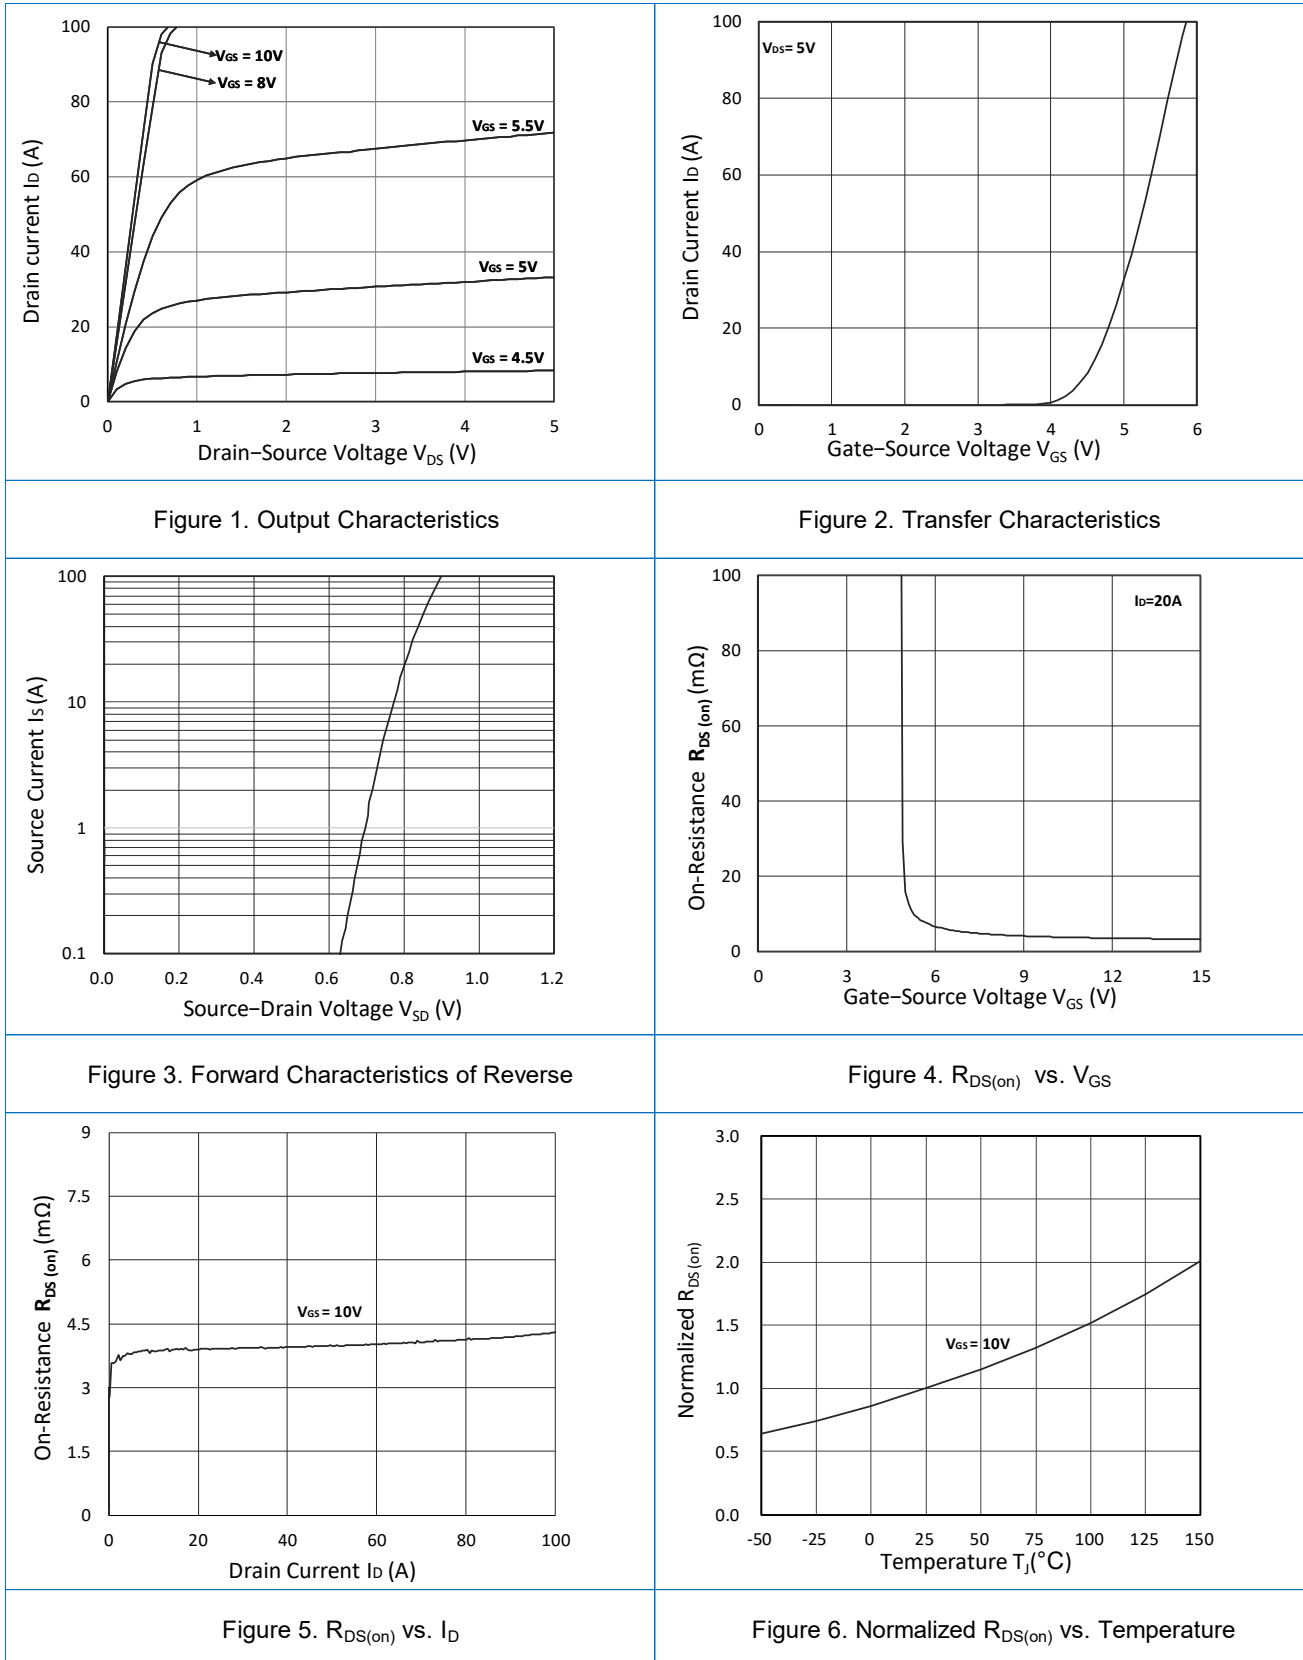 100
80
60
40
20
0
Drain current ID (A)
VGS = 10V
VGS = 8V
VGS = 5.5V
VGS = 5V
VGS = 4.5V
0 1 2 3 4 5
Drain−Source Voltage VDS (V)
Figure 1. Output Characteristics
100
80
60
40
20
0
Drain Current ID (A)
VDS= 5V
0 1 2 3 4 5 6
Gate−Source Voltage VGS (V)
Figure 2. Transfer Characteristics
100
10
1
0.1
Source Current IS (A)
0.0 0.2 0.4 0.6 0.8 1.0 1.2
Source−Drain Voltage VSD (V)
Figure 3. Forward Characteristics of Reverse
100
80
60
40
20
0
On-Resistance RDS (on) (mΩ)
ID=20A
0 3 6 9 12 15
Gate−Source Voltage VGS (V)
Figure 4. RDS(on) vs. VGS
9
7.5
6
4.5
3
1.5
0
On-Resistance RDS (on) (mΩ)
VGS = 10V
0 20 40 60 80 100
Drain Current ID (A)
Figure 5. RDS(on) vs. ID
3.0
2.5
2.0
1.5
1.0
0.5
0.0
Normalized RDS (on)
VGS = 10V
-50 -25 0 25 50 75 100 125 150
Temperature TJ(°C)
Figure 6. Normalized RDS(on) vs. Temperature